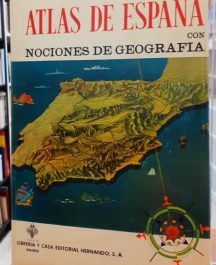 ATLAS DE ESPAÑA
CON
NOCIONES DE GEOGRAFIA
LIBRERIA Y CASA EDITORIAL HERNANDO, S. A.
MADRID